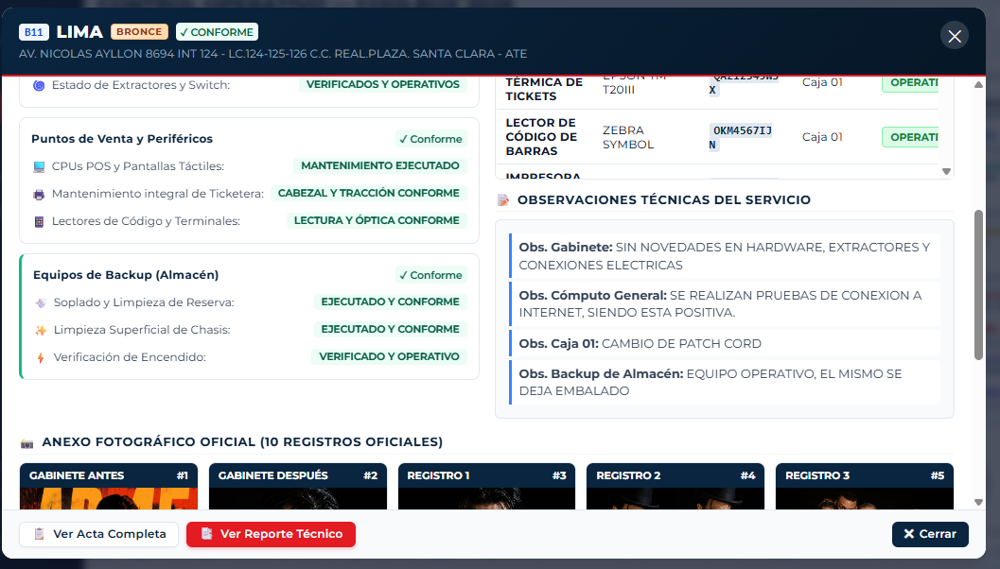 B11 LIMA BRONCE ✓ CONFORME
AV. NICOLAS AYLLON 8694 INT 124 - LC.124-125-126 C.C. REAL.PLAZA. SANTA CLARA - ATE
Estado de Extractores y Switch: VERIFICADOS Y OPERATIVOS
Puntos de Venta y Periféricos ✓ Conforme
CPUs POS y Pantallas Táctiles: MANTENIMIENTO EJECUTADO
Mantenimiento integral de Ticketera: CABEZAL Y TRACCIÓN CONFORME
Lectores de Código y Terminales: LECTURA Y ÓPTICA CONFORME
Equipos de Backup (Almacén) ✓ Conforme
Soplado y Limpieza de Reserva: EJECUTADO Y CONFORME
Limpieza Superficial de Chasis: EJECUTADO Y CONFORME
Verificación de Encendido: VERIFICADO Y OPERATIVO
TÉRMICA DE
TICKETS
EPSON TM
T20III
X
Caja 01
OPERATI
LECTOR DE
CÓDIGO DE
BARRAS
ZEBRA
SYMBOL
OKM4567IJ
N
Caja 01
OPERATI
IMPRESORA
OBSERVACIONES TÉCNICAS DEL SERVICIO
Obs. Gabinete: SIN NOVEDADES EN HARDWARE, EXTRACTORES Y
CONEXIONES ELECTRICAS
Obs. Cómputo General: SE REALIZAN PRUEBAS DE CONEXION A
INTERNET, SIENDO ESTA POSITIVA.
Obs. Caja 01: CAMBIO DE PATCH CORD
Obs. Backup de Almacén: EQUIPO OPERATIVO, EL MISMO SE
DEJA EMBALADO
ANEXO FOTOGRÁFICO OFICIAL (10 REGISTROS OFICIALES)
GABINETE ANTES #1
GABINETE DESPUÉS #2
REGISTRO 1 #3
REGISTRO 2 #4
REGISTRO 3 #5
Ver Acta Completa
Ver Reporte Técnico
Cerrar